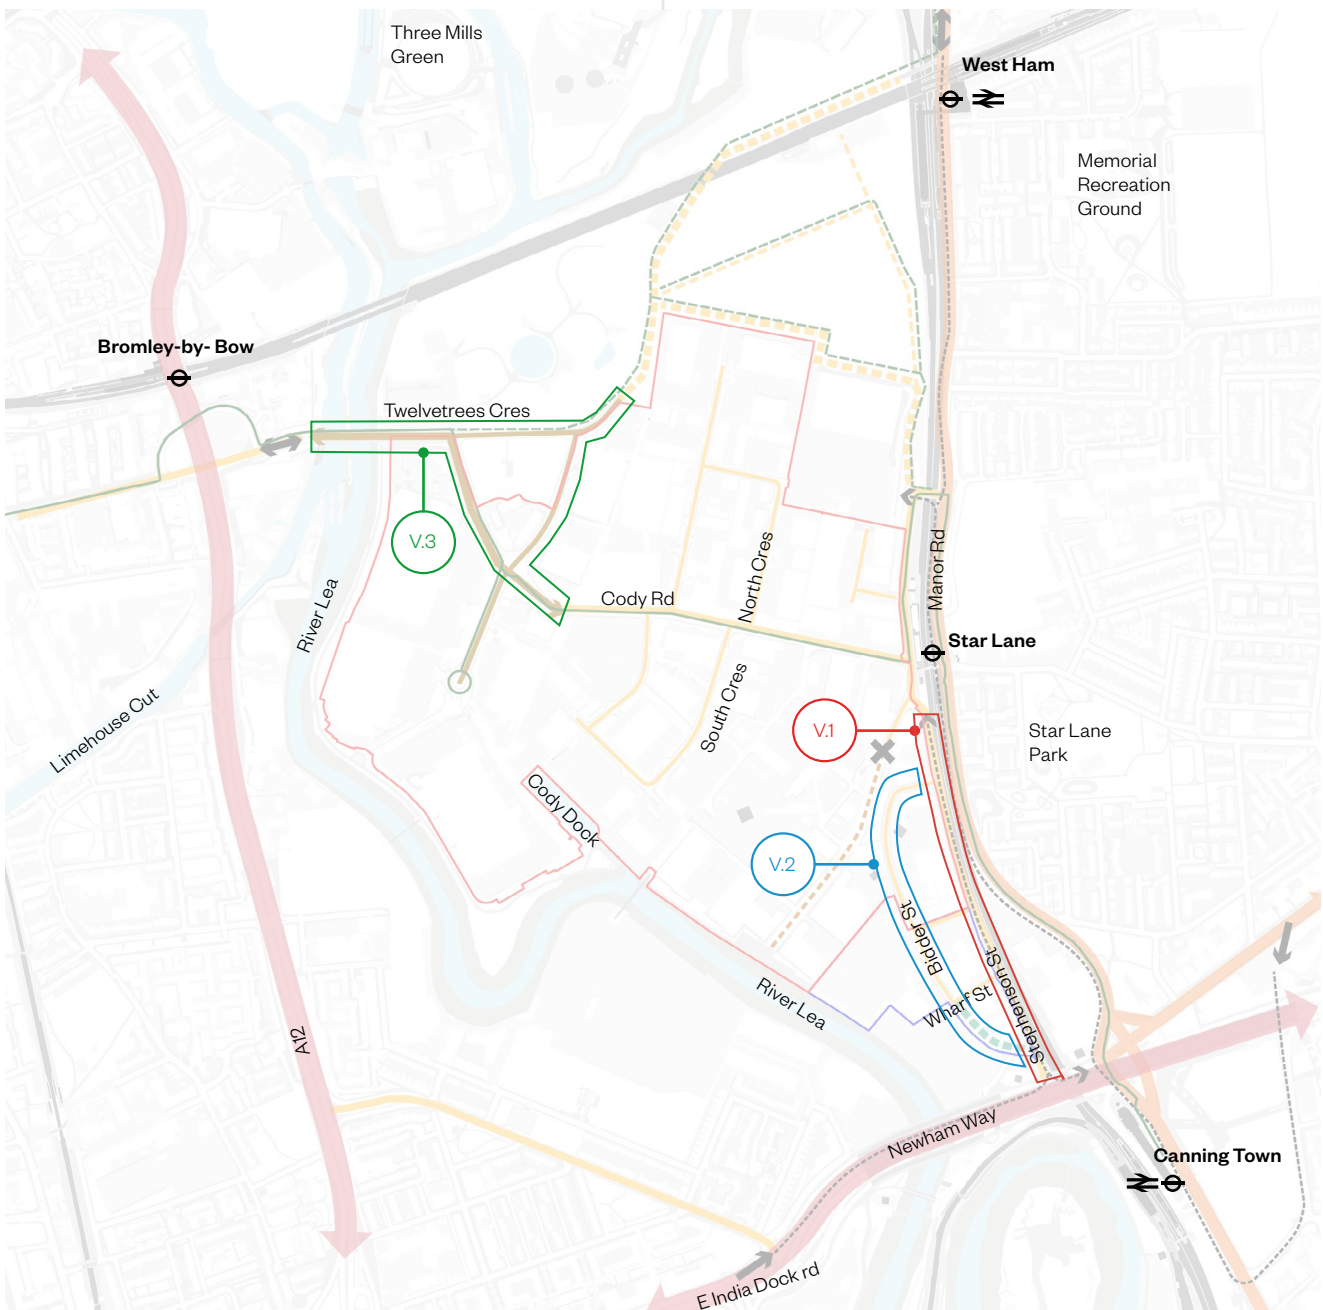 Three Mills
Green
West Ham
Memorial
Recreation
Ground
Bromley-by- Bow
Twelvetrees Cres
V.3
Manor Rd
North Cres
Cody Rd
River Lea
Star Lane
Limehouse Cut
South Cres
V.1
Star Lane
Park
Cody Dock
V.2
Bidder St
Stephenson St
River Lea
Wharf St
A12
Newham Way
Canning Town
E India Dock rd